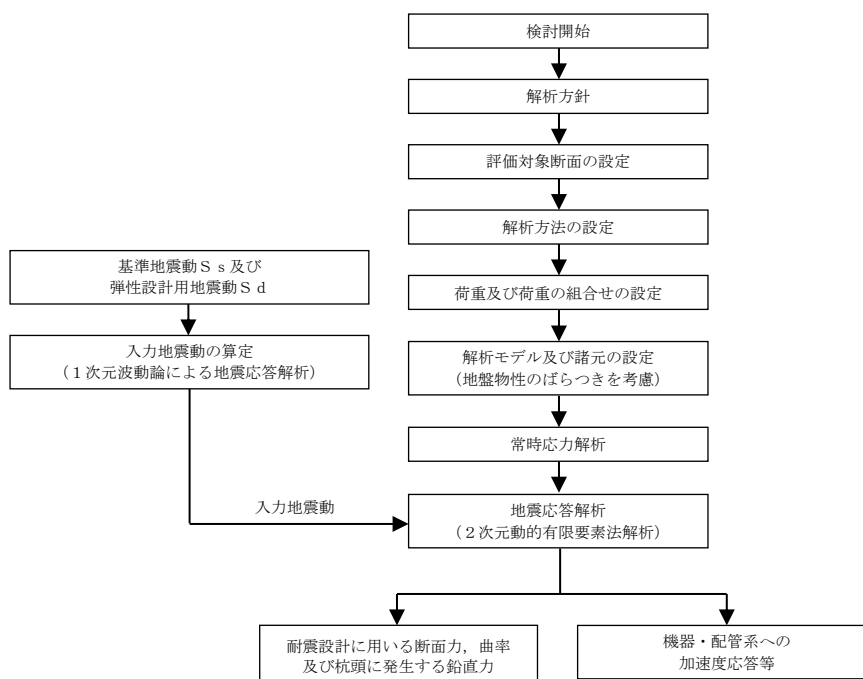 検討開始
解析方針
評価対象断面の設定
解析方法の設定
基準地震動Ｓｓ及び
弾性設計用地震動Ｓｄ
荷重及び荷重の組合せの設定
入力地震動の算定
（１次元波動論による地震応答解析）
解析モデル及び諸元の設定
（地盤物性のばらつきを考慮）
常時応力解析
入力地震動
地震応答解析
（２次元動的有限要素法解析）
耐震設計に用いる断面力，曲率
及び杭頭に発生する鉛直力
機器・配管系への
加速度応答等